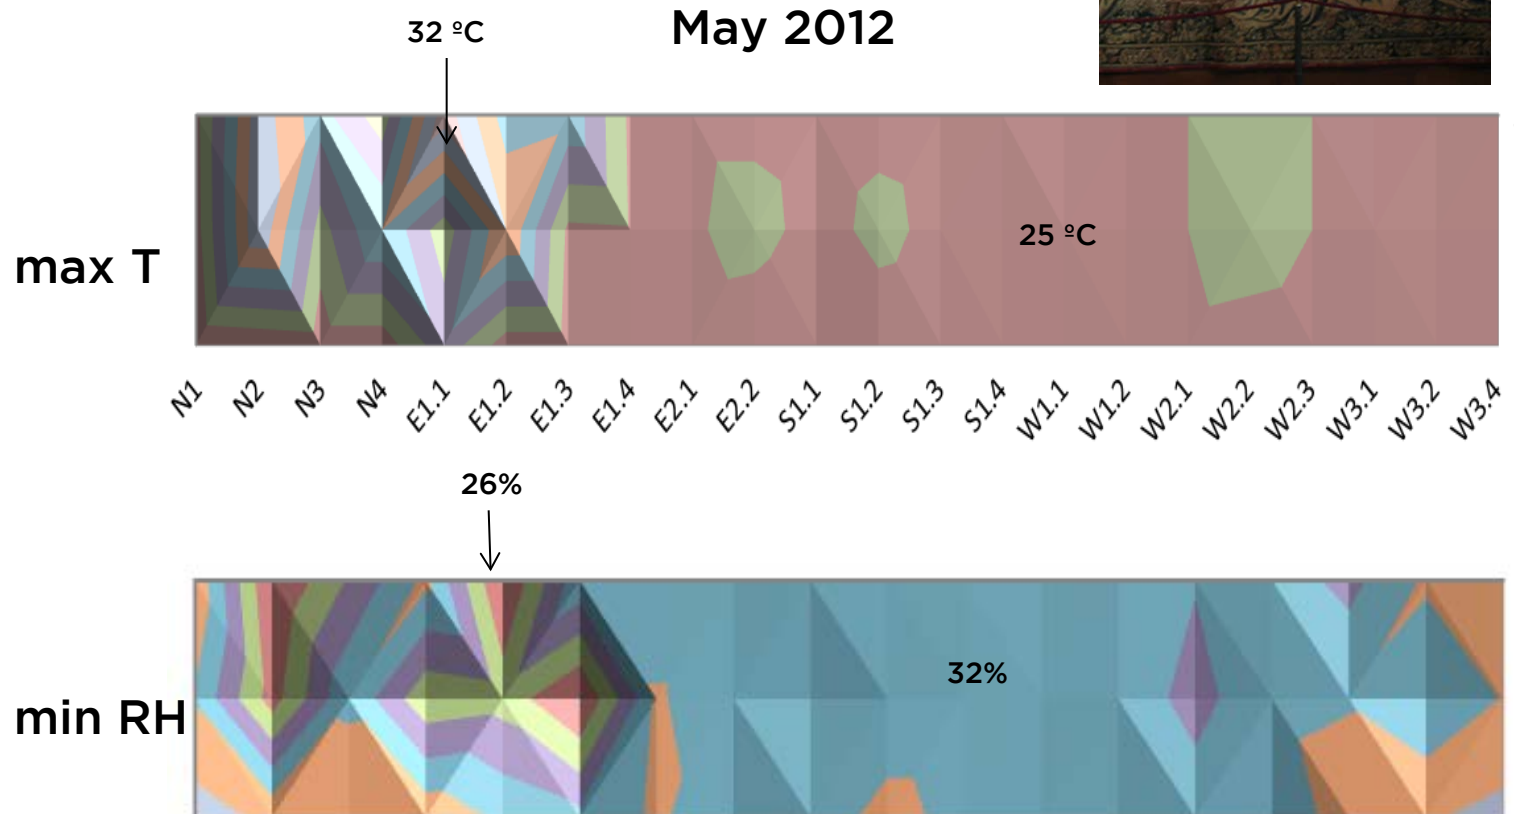 May 2012
32 ºC
max T
25 ºC
N1
N2
N3
N4
E1.1
E1.2
E1.3
E1.4
E2.1
E2.2
S1.1
S1.2
S1.3
S1.4
W1.1
W1.2
W2.1
W2.2
W2.3
W3.1
W3.2
W3.4
26%
min RH
32%